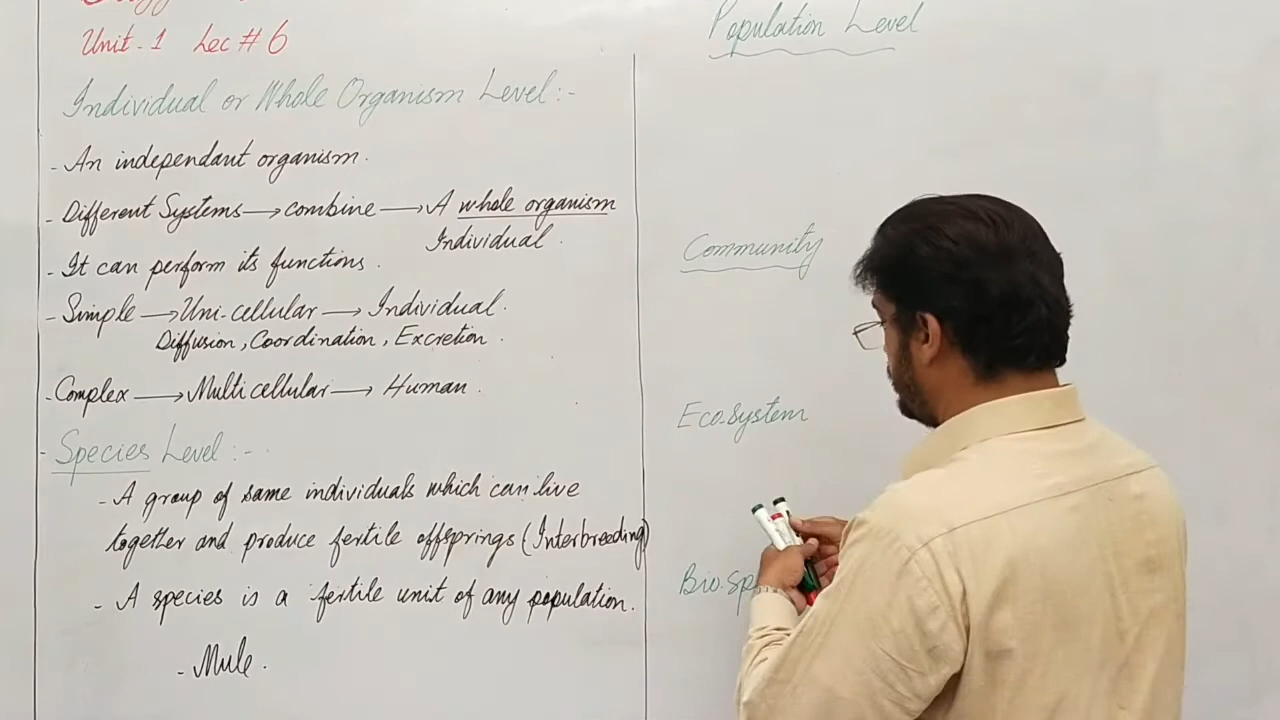 Unit - 1 Lec # 6
Individual or Whole Organism Level:-
- An independant organism.
- Different Systems → combine → A whole organism
Individual.
- It can perform its functions.
- Simple → Uni-cellular → Individual.
Diffusion, Coordination, Excretion.
- Complex → Multicellular → Human.
- Species Level:-
- A group of same individuals which can live
together and produce fertile offsprings (Interbreeding)
- A species is a fertile unit of any population.
- Mule.
Population Level
Community
Eco.System